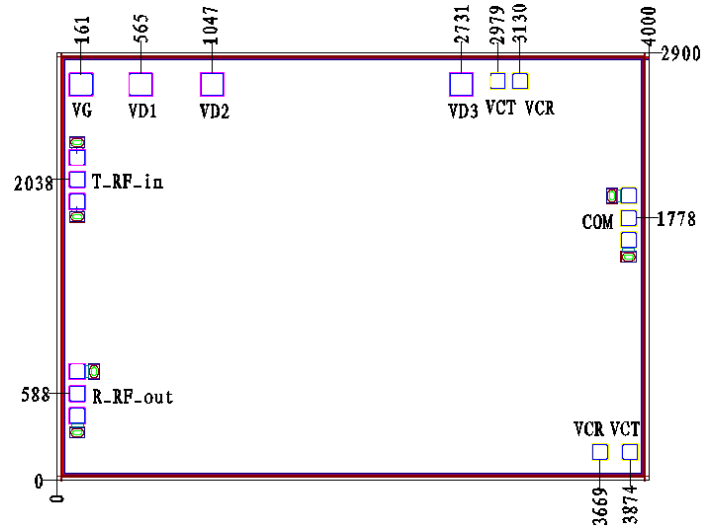 161 565 1047 2731 2979 3130 4000
2900
VG VD1 VD2 VD3 VCT VCR
2038 T_RF_in
COM 1778
588 R_RF_out
VCR VCT
0
0 3669 3874